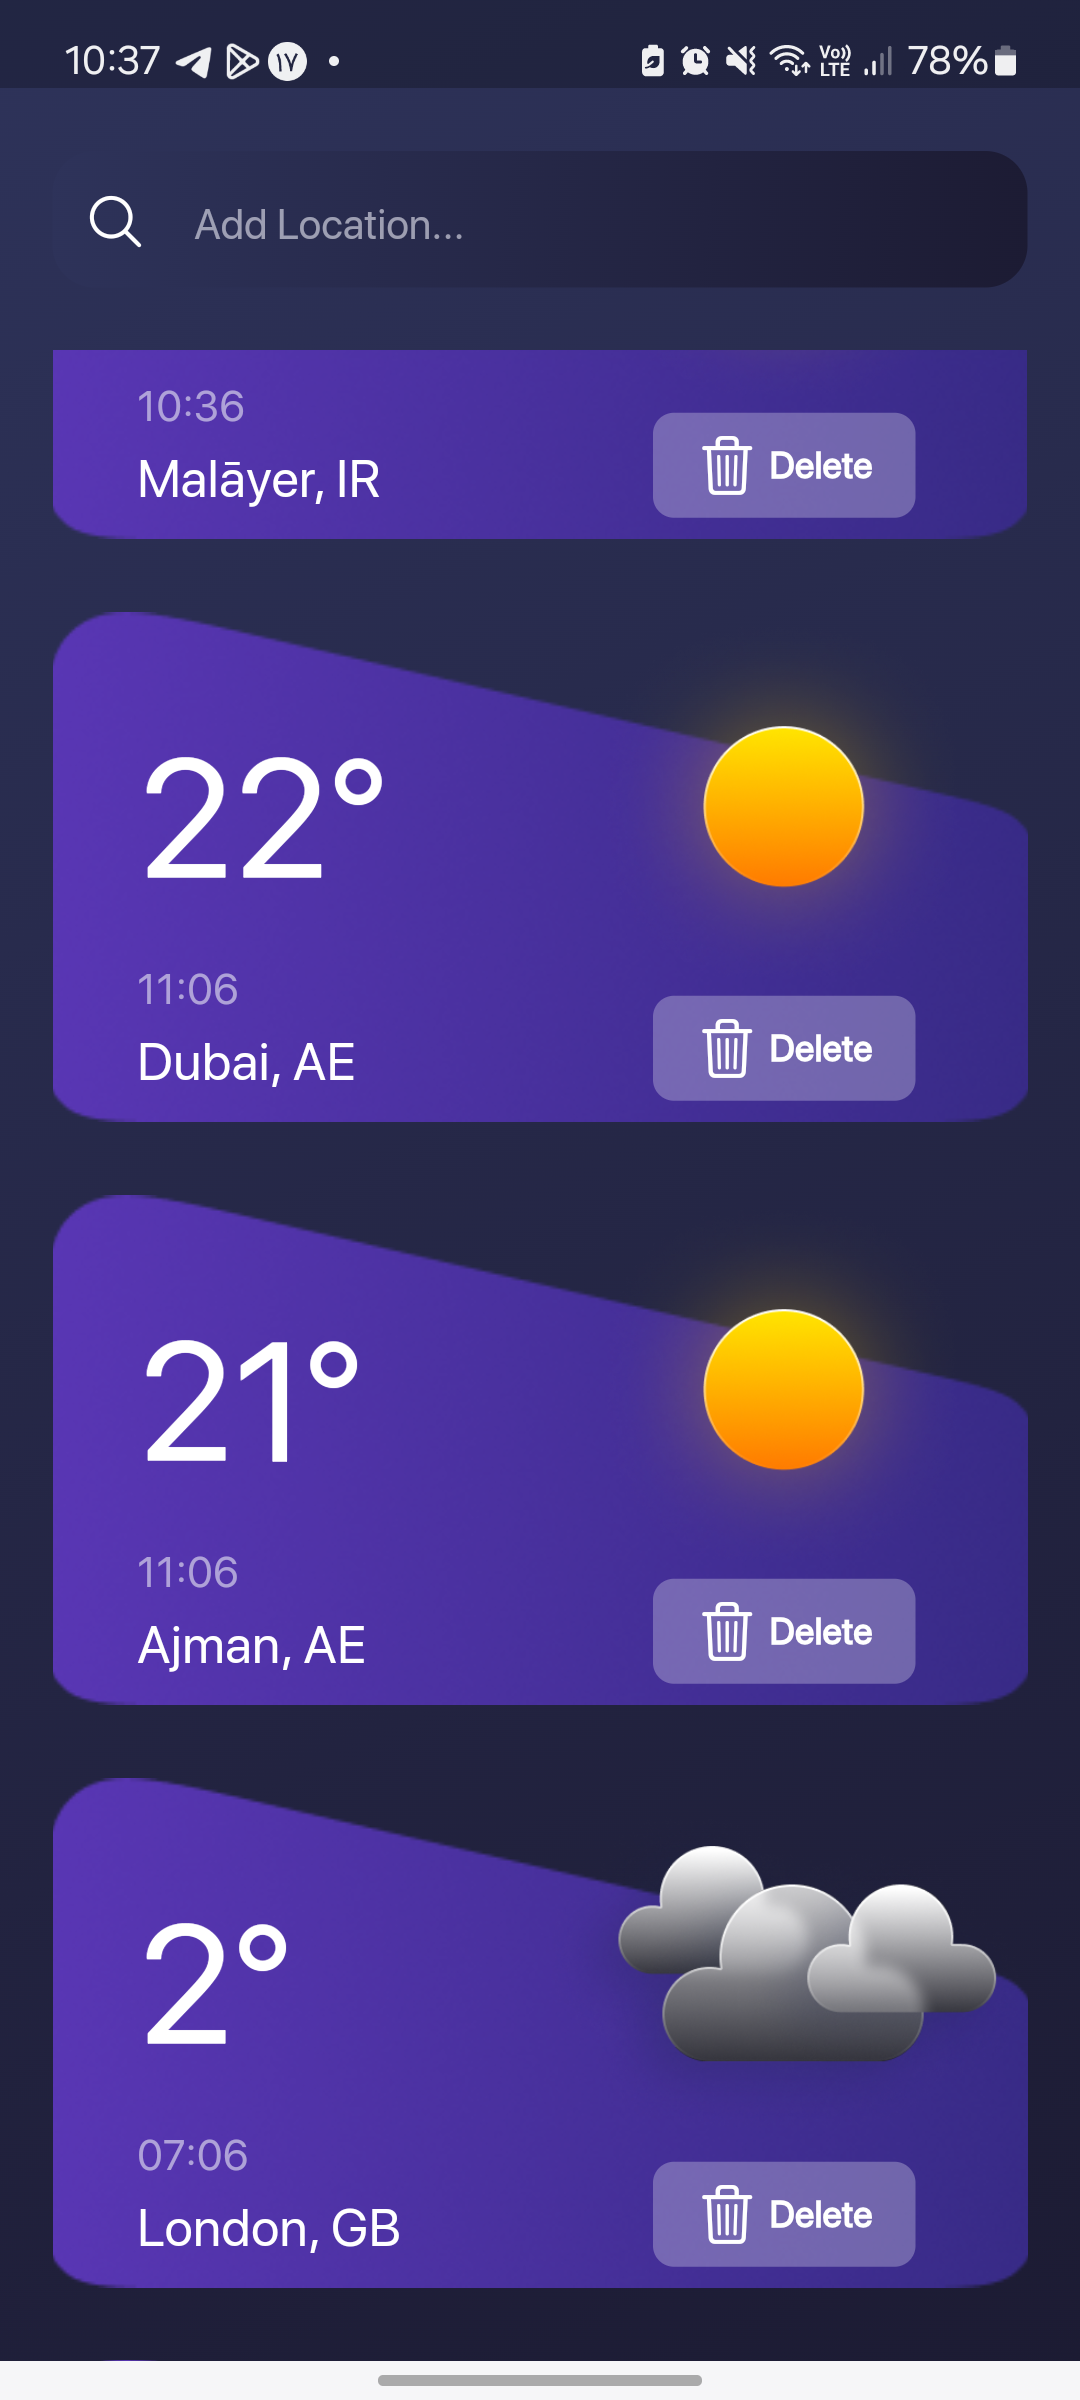 10:37 ١٧ Vo)) LTE 78%
Add Location...
10:36
Malāyer, IR
Delete
22°
11:06
Dubai, AE
Delete
21°
11:06
Ajman, AE
Delete
2°
07:06
London, GB
Delete